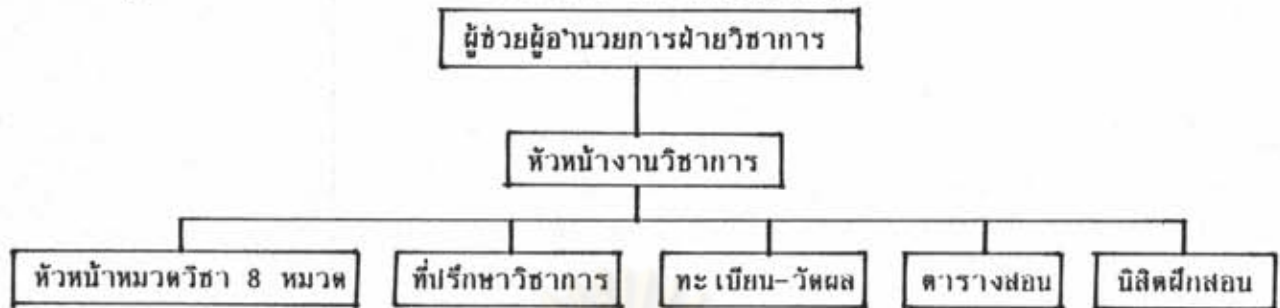 ผู้ช่วยผู้อำนวยการฝ่ายวิชาการ
หัวหน้างานวิชาการ
หัวหน้าหมวดวิชา 8 หมวด ที่ปรึกษาวิชาการ ทะเบียน-วัดผล ตารางสอน นิสิตฝึกสอน